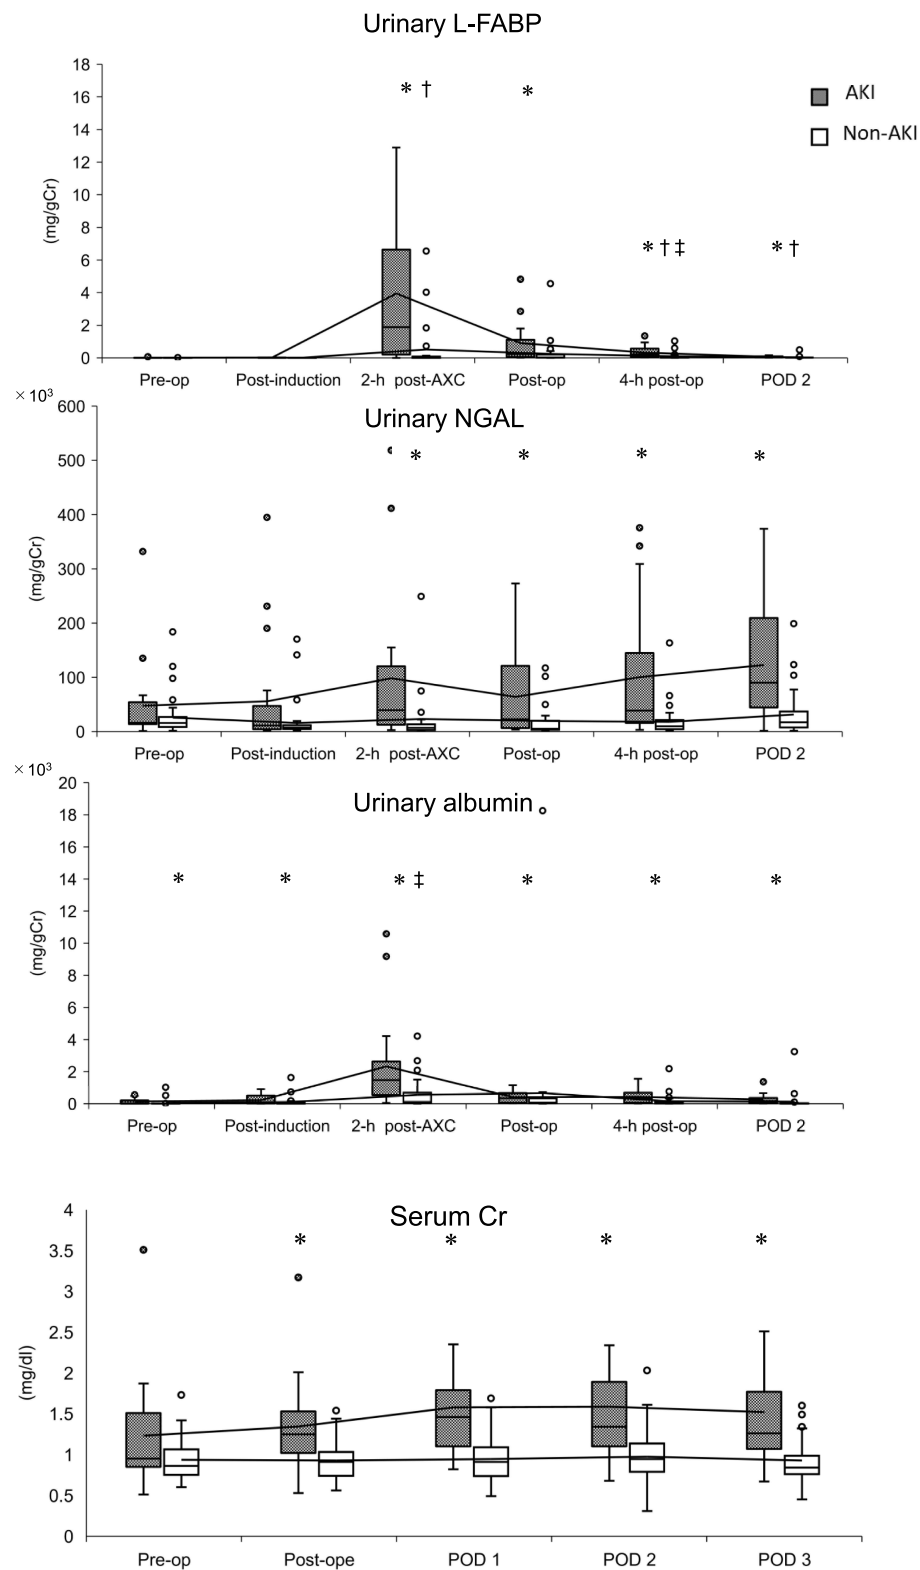 Urinary L-FABP
18
16
14
12
10
8
6
4
2
0
(mg/gCr)
* †
*
* † ‡
* †
AKI
Non-AKI
Pre-op Post-induction 2-h post-AXC Post-op 4-h post-op POD 2
× 10³
Urinary NGAL
600
500
400
300
200
100
0
(mg/gCr)
* * * *
Pre-op Post-induction 2-h post-AXC Post-op 4-h post-op POD 2
× 10³
Urinary albumin
20
18
16
14
12
10
8
6
4
2
0
(mg/gCr)
* * * ‡ * * *
Pre-op Post-induction 2-h post-AXC Post-op 4-h post-op POD 2
Serum Cr
4
3.5
3
2.5
2
1.5
1
0.5
0
(mg/dl)
* * * *
Pre-op Post-ope POD 1 POD 2 POD 3